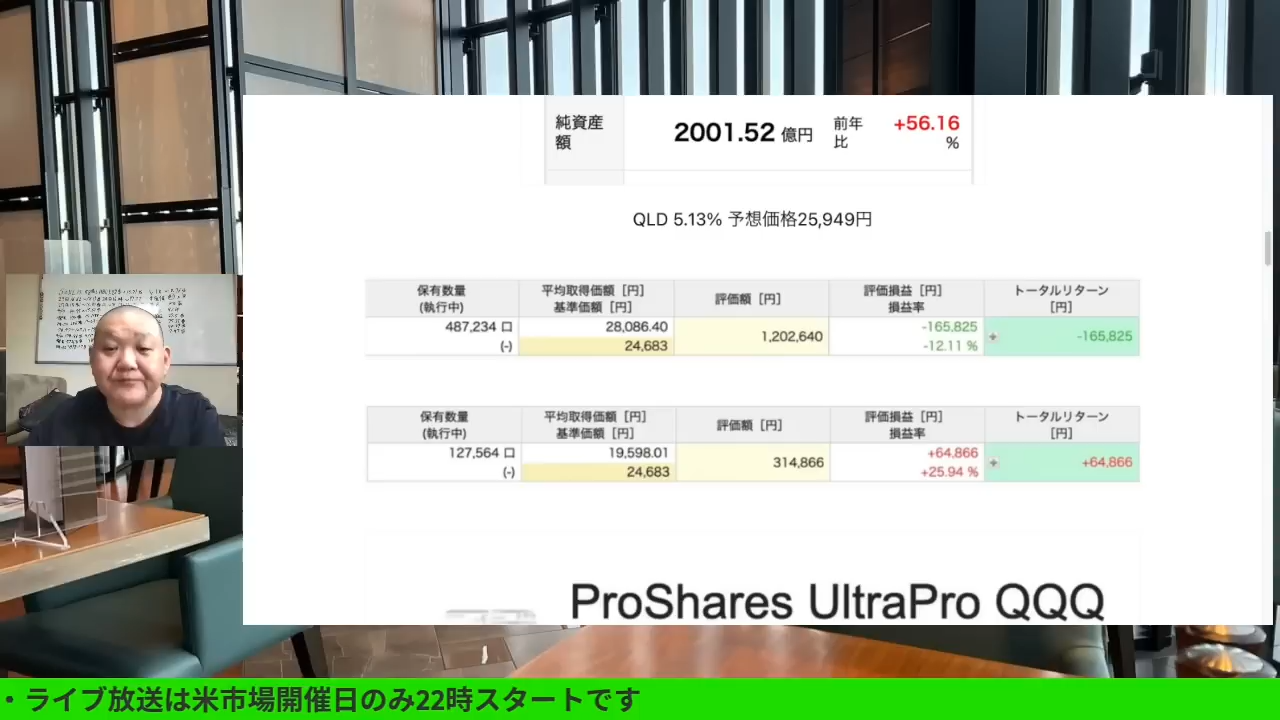 純資産
額
2001.52 億円
前年
比
+56.16
%
QLD 5.13% 予想価格25,949円
保有数量
(執行中)
平均取得価額［円］
基準価額［円］
評価額［円］
評価損益［円］
損益率
トータルリターン
［円］
487,234 口
(-)
28,086.40
24,683
1,202,640
-165,825
-12.11 %
-165,825
保有数量
(執行中)
平均取得価額［円］
基準価額［円］
評価額［円］
評価損益［円］
損益率
トータルリターン
［円］
127,564 口
(-)
19,598.01
24,683
314,866
+64,866
+25.94 %
+64,866
ProShares UltraPro QQQ
・ライブ放送は米市場開催日のみ22時スタートです